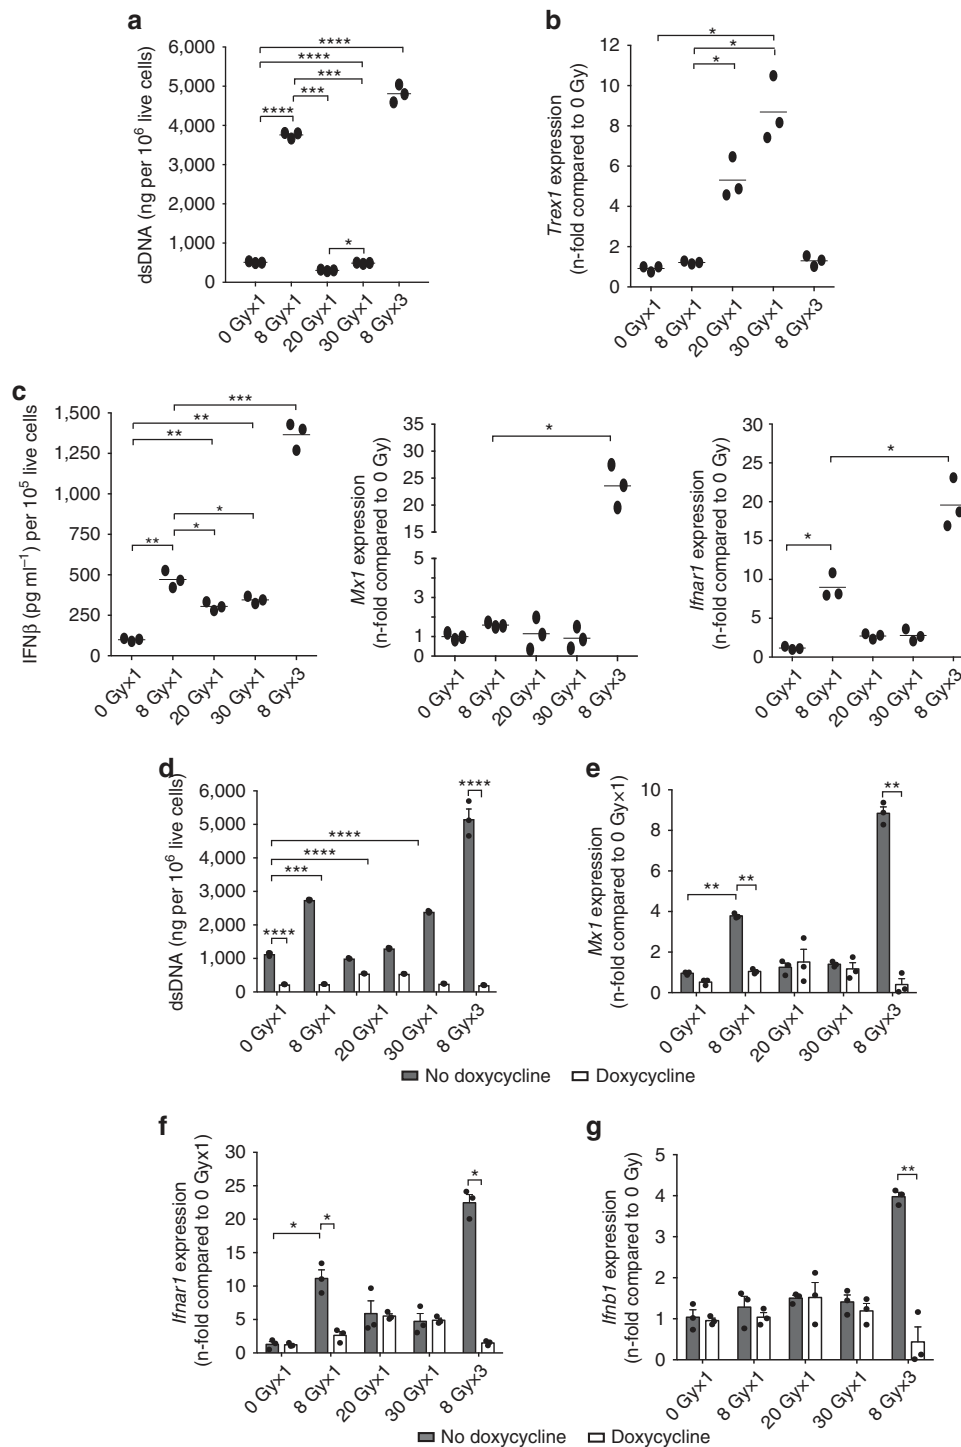 a
dsDNA (ng per 10⁶ live cells)
6,000
5,000
4,000
3,000
2,000
1,000
0
****
****
***
***
****
*
0 Gy×1
8 Gy×1
20 Gy×1
30 Gy×1
8 Gy×3
b
Trex1 expression
(n-fold compared to 0 Gy)
12
10
8
6
4
2
0
*
*
*
0 Gy×1
8 Gy×1
20 Gy×1
30 Gy×1
8 Gy×3
c
IFNβ (pg ml⁻¹) per 10⁵ live cells
1,500
1,250
1,000
750
500
250
0
***
**
**
*
*
**
0 Gy×1
8 Gy×1
20 Gy×1
30 Gy×1
8 Gy×3
Mx1 expression
(n-fold compared to 0 Gy)
35
30
25
20
15
5
4
3
2
1
0
*
0 Gy×1
8 Gy×1
20 Gy×1
30 Gy×1
8 Gy×3
Ifnar1 expression
(n-fold compared to 0 Gy)
30
25
20
15
10
5
0
*
*
0 Gy×1
8 Gy×1
20 Gy×1
30 Gy×1
8 Gy×3
d
dsDNA (ng per 10⁶ live cells)
6,000
5,000
4,000
3,000
2,000
1,000
0
****
****
****
***
****
0 Gy×1
8 Gy×1
20 Gy×1
30 Gy×1
8 Gy×3
e
Mx1 expression
(n-fold compared to 0 Gy×1)
10
8
6
4
2
0
**
**
**
0 Gy×1
8 Gy×1
20 Gy×1
30 Gy×1
8 Gy×3
No doxycycline Doxycycline
f
Ifnar1 expression
(n-fold compared to 0 Gyx1)
30
25
20
15
10
5
0
*
*
*
0 Gy×1
8 Gy×1
20 Gy×1
30 Gy×1
8 Gy×3
g
Ifnb1 expression
(n-fold compared to 0 Gy)
5
4
3
2
1
0
**
0 Gy×1
8 Gy×1
20 Gy×1
30 Gy×1
8 Gy×3
No doxycycline Doxycycline